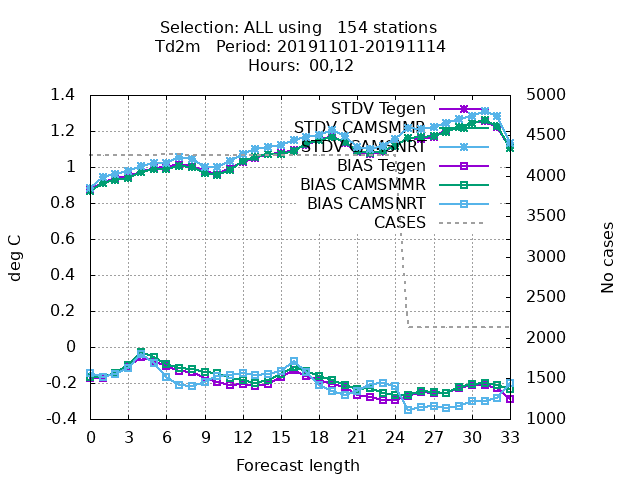 Selection: ALL using   154 stations
Td2m   Period: 20191101-20191114
Hours: 00,12
1.4
1.2
1
0.8
0.6
0.4
0.2
0
-0.2
-0.4
deg C
STDV Tegen
STDV CAMSMMR
STDV CAMSNRT
BIAS Tegen
BIAS CAMSMMR
BIAS CAMSNRT
CASES
5000
4500
4000
3500
3000
2500
2000
1500
1000
No cases
0 3 6 9 12 15 18 21 24 27 30 33
Forecast length